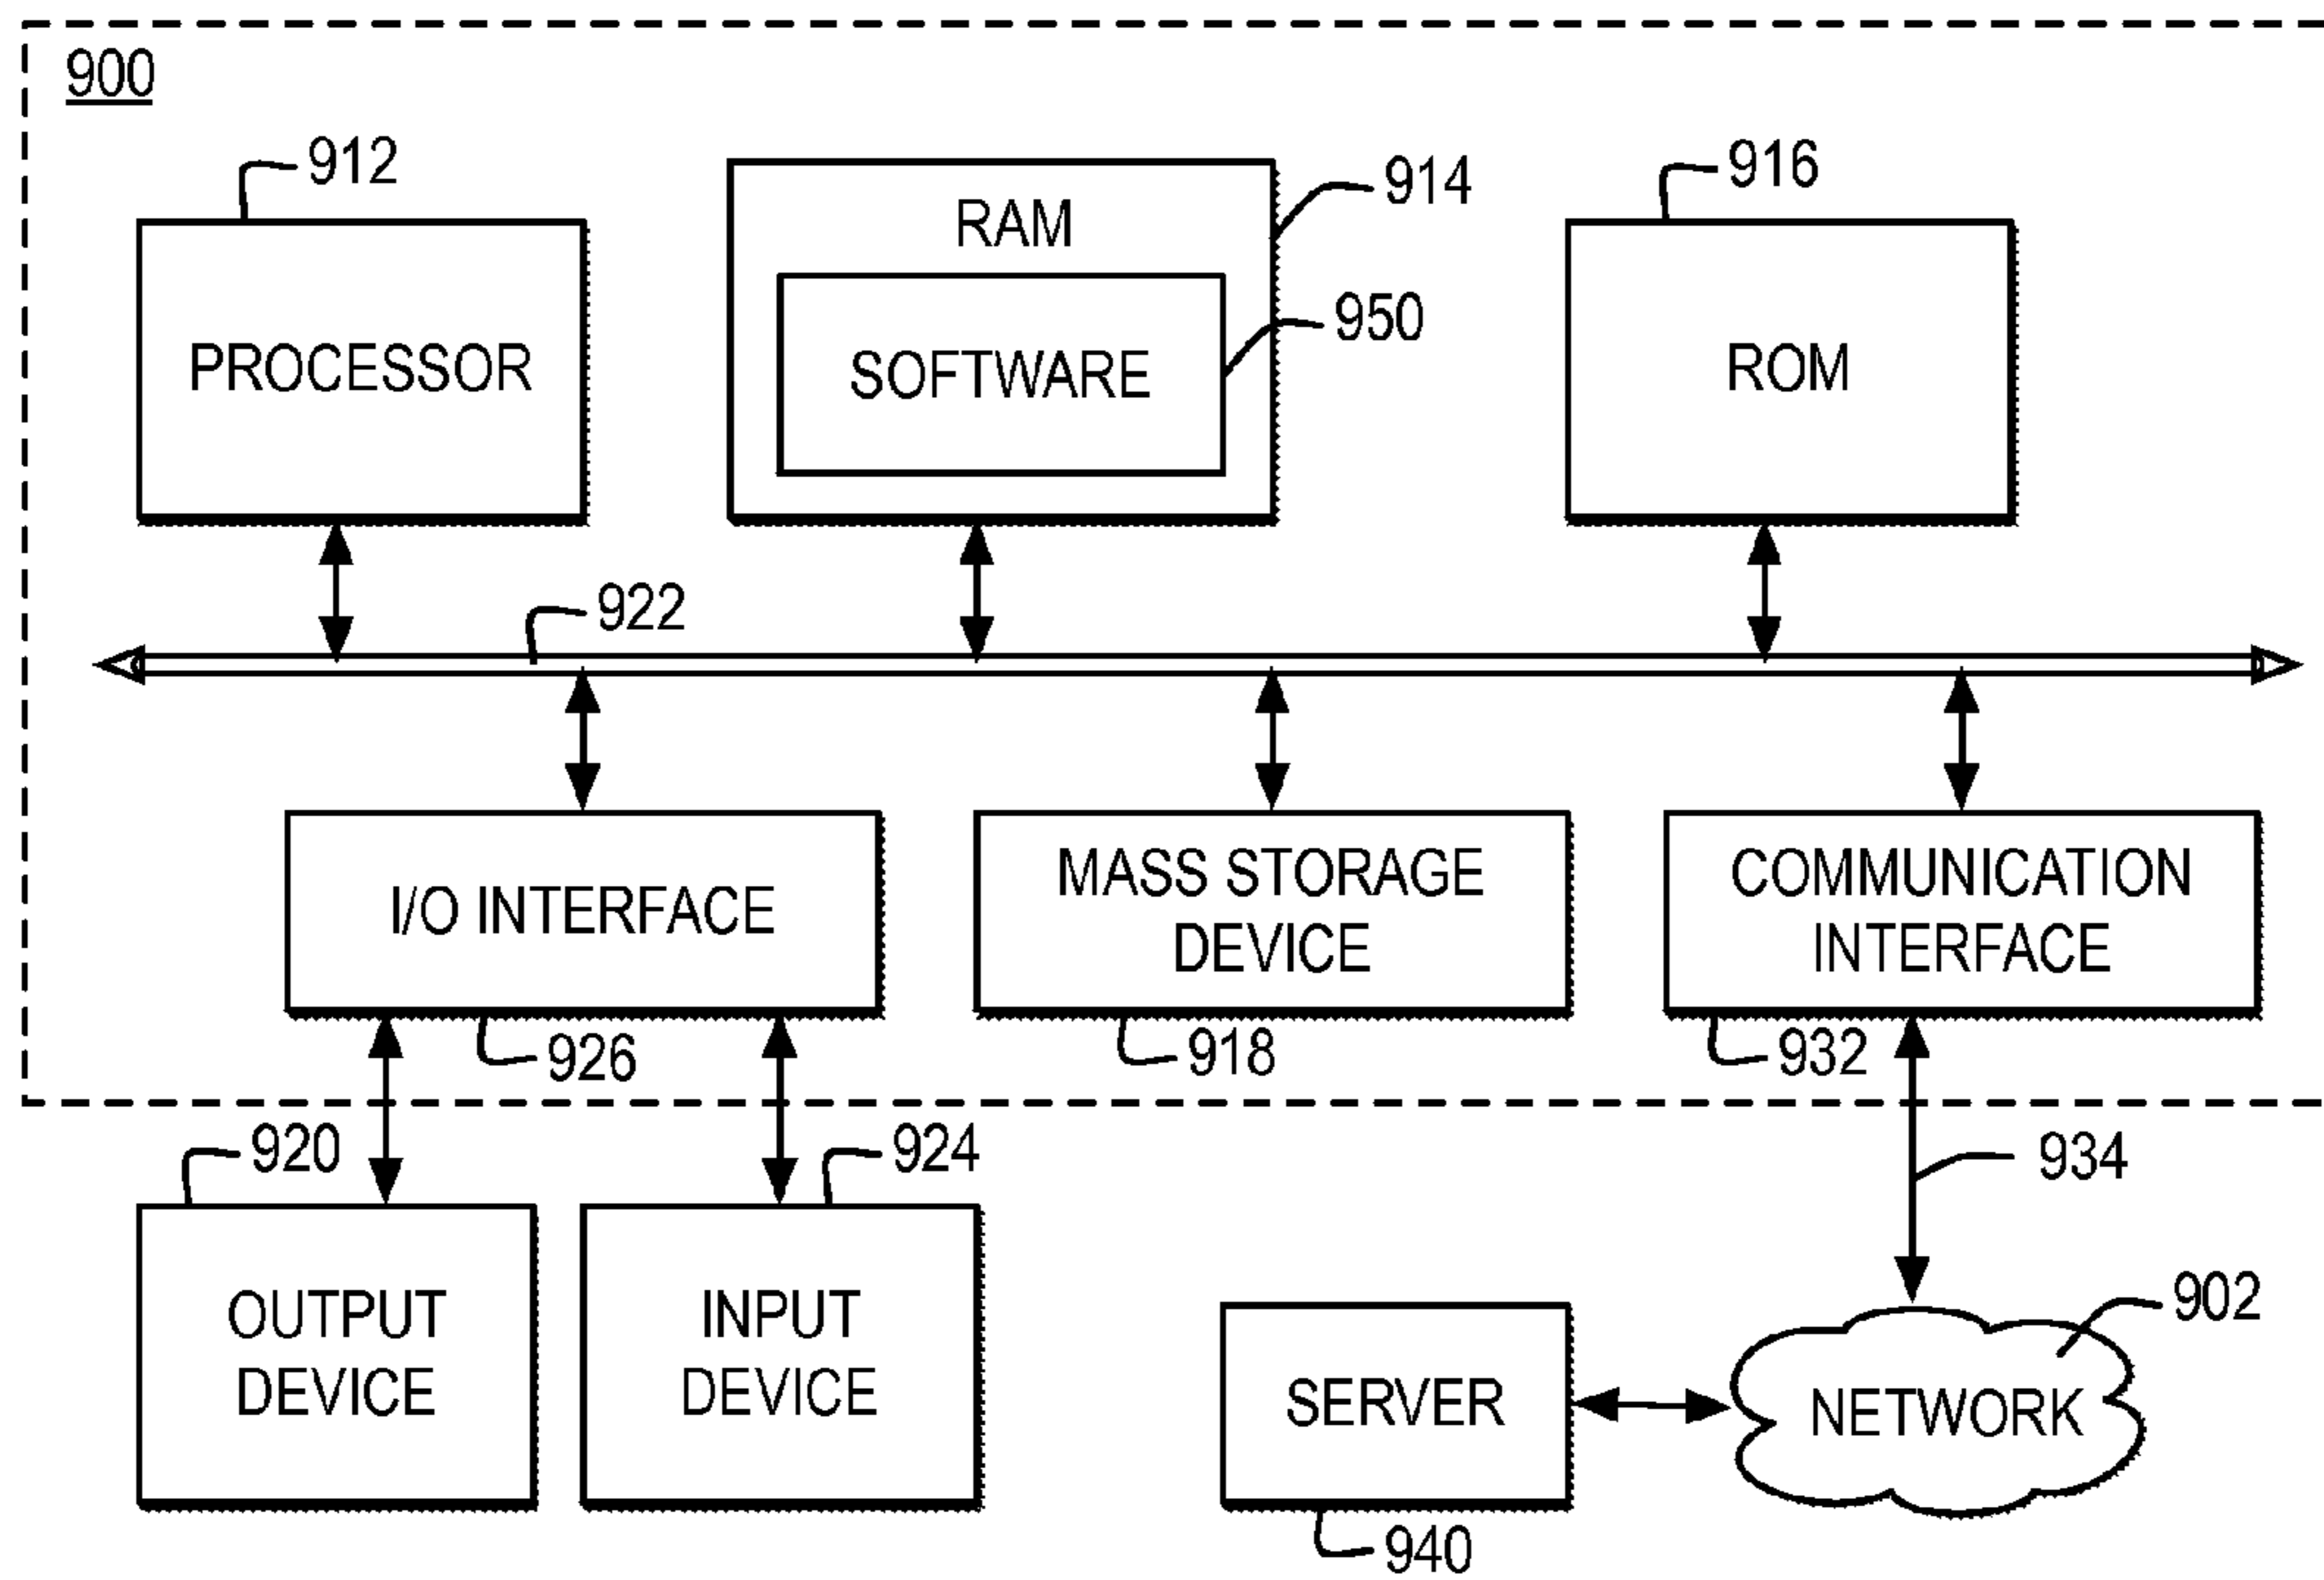 900
912
914
916
RAM
950
PROCESSOR
SOFTWARE
ROM
922
I/O INTERFACE
MASS STORAGE
DEVICE
COMMUNICATION
INTERFACE
926
918
932
920
924
934
OUTPUT
DEVICE
INPUT
DEVICE
902
SERVER
NETWORK
940